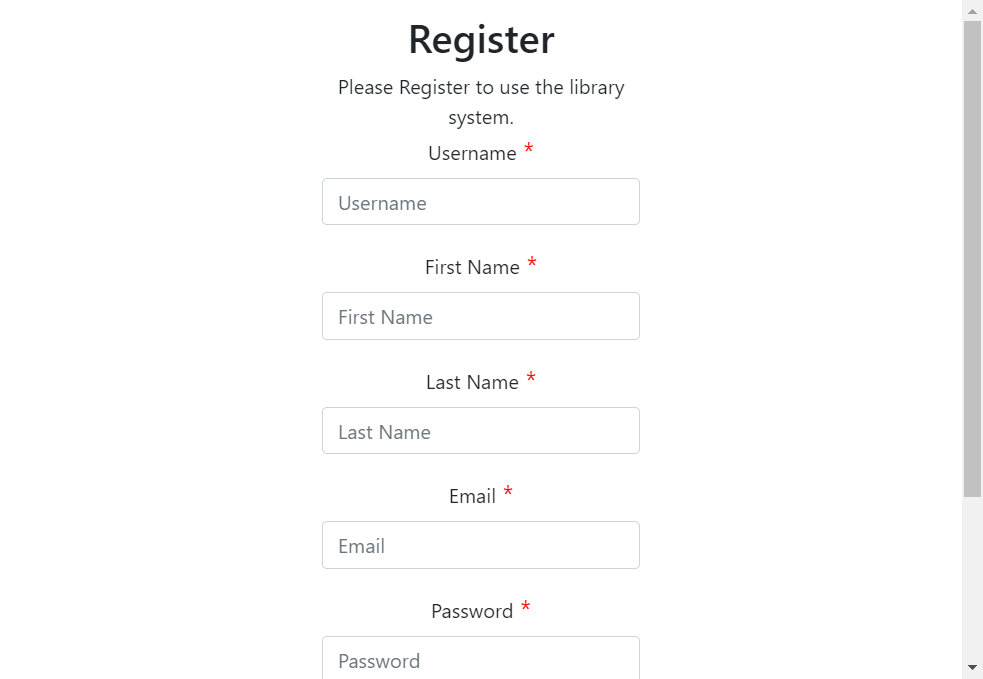 Register
Please Register to use the library
system.
Username *
Username
First Name *
First Name
Last Name *
Last Name
Email *
Email
Password *
Password